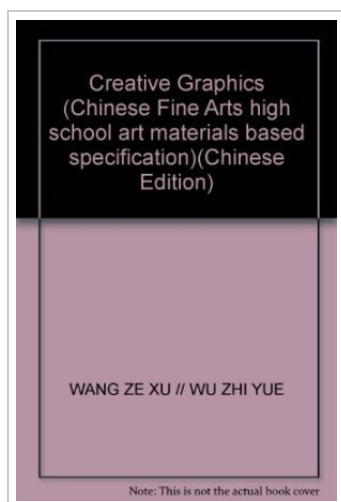 Creative Graphics
(Chinese Fine Arts high
school art materials based
specification)(Chinese
Edition)
WANG ZE XU // WU ZHI YUE
Note: This is not the actual book cover